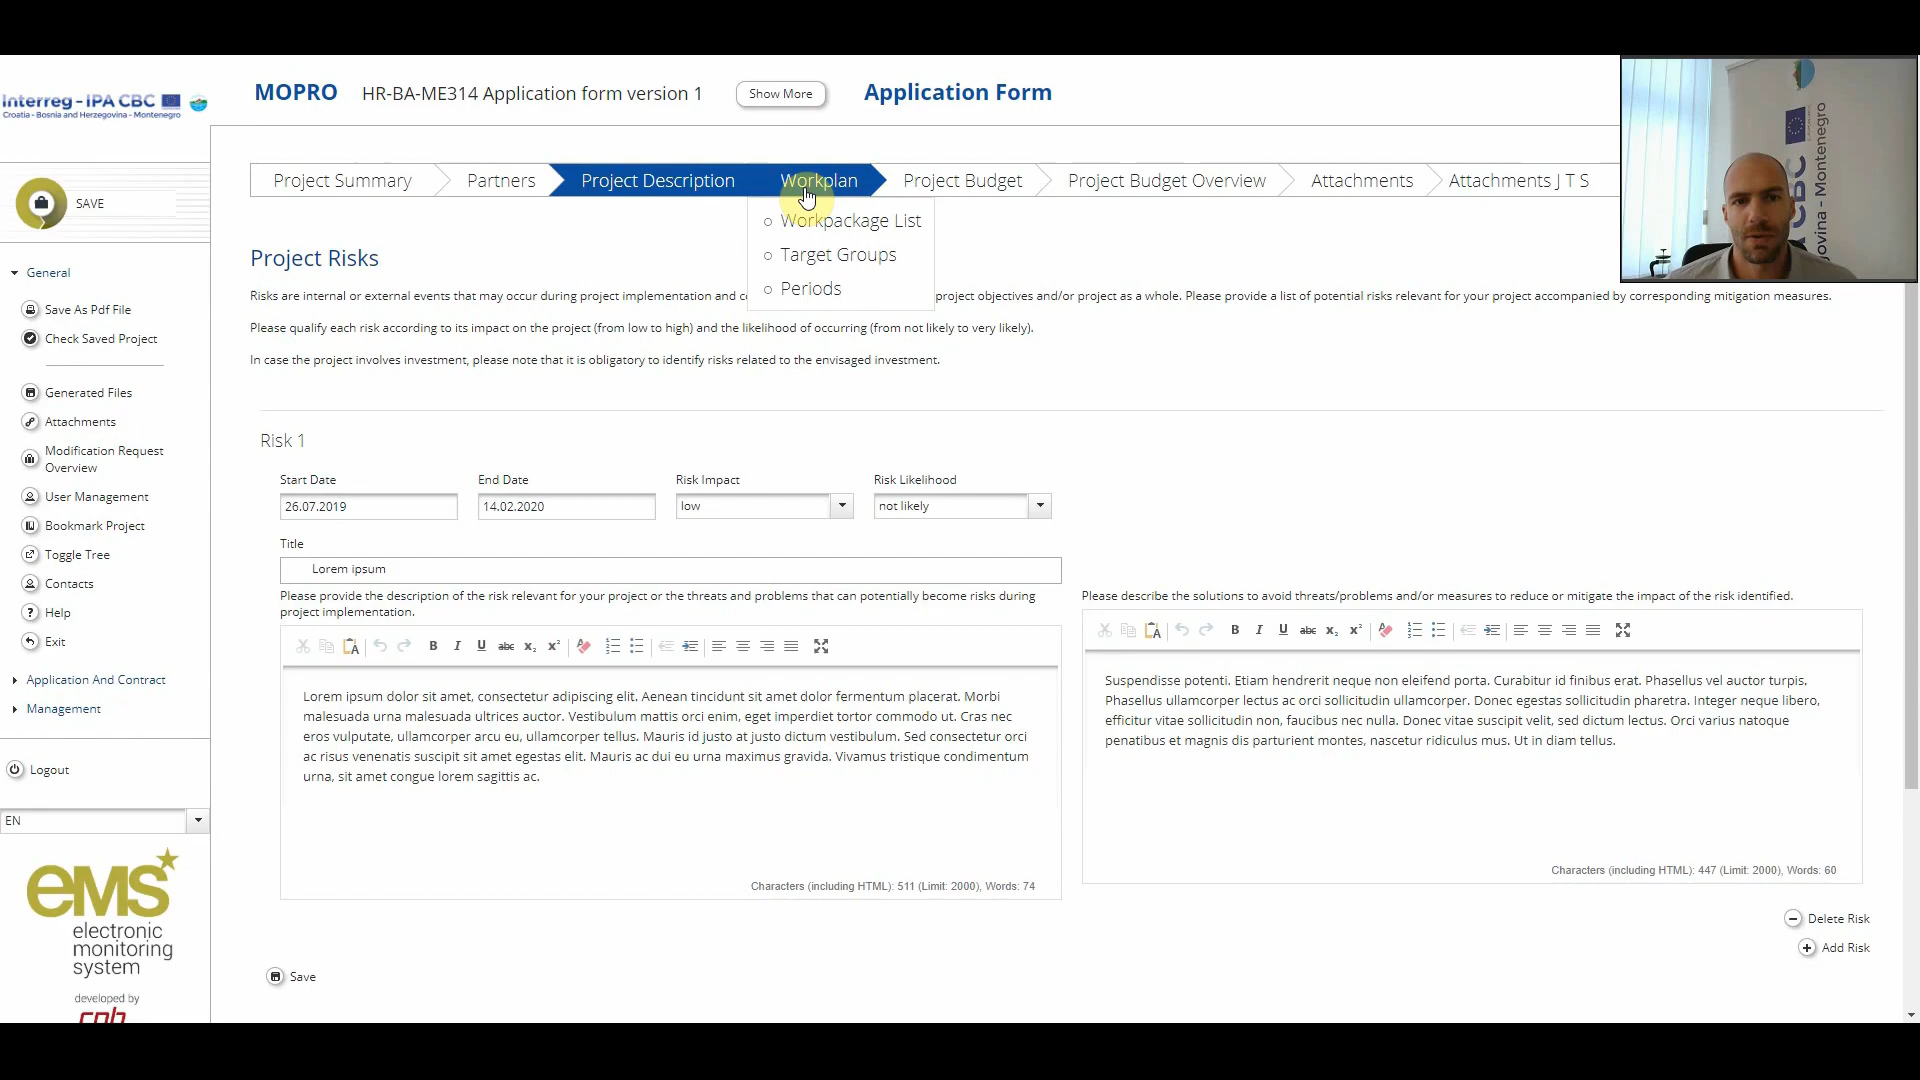 Interreg - IPA CBC
Croatia - Bosnia and Herzegovina - Montenegro
MOPRO
HR-BA-ME314 Application form version 1
Show More
Application Form
SAVE
Project Summary
Partners
Project Description
Workplan
Project Budget
Project Budget Overview
Attachments
Attachments J T S
Workpackage List
Target Groups
Periods
General
Save As Pdf File
Check Saved Project
Generated Files
Attachments
Modification Request
Overview
User Management
Bookmark Project
Toggle Tree
Contacts
Help
Exit
Application And Contract
Management
Logout
EN
eMS
electronic
monitoring
system
developed by
Project Risks
Risks are internal or external events that may occur during project implementation and project objectives and/or project as a whole. Please provide a list of potential risks relevant for your project accompanied by corresponding mitigation measures.
Please qualify each risk according to its impact on the project (from low to high) and the likelihood of occuring (from not likely to very likely).
In case the project involves investment, please note that it is obligatory to identify risks related to the envisaged investment.
Risk 1
Start Date
End Date
Risk Impact
Risk Likelihood
26.07.2019
14.02.2020
low
not likely
Title
Lorem ipsum
Please provide the description of the risk relevant for your project or the threats and problems that can potentially become risks during
project implementation.
B I U abc x₂ x²
Lorem ipsum dolor sit amet, consectetur adipiscing elit. Aenean tincidunt sit amet dolor fermentum placerat. Morbi
malesuada urna malesuada ultrices auctor. Vestibulum mattis orci enim, eget imperdiet tortor commodo ut. Cras nec
eros vulputate, ullamcorper arcu eu, ullamcorper tellus. Mauris id justo at justo dictum vestibulum. Sed consectetur orci
ac risus venenatis suscipit sit amet egestas elit. Mauris ac dui eu urna maximus gravida. Vivamus tristique condimentum
urna, sit amet congue lorem sagittis ac.
Characters (including HTML): 511 (Limit: 2000), Words: 74
Please describe the solutions to avoid threats/problems and/or measures to reduce or mitigate the impact of the risk identified.
B I U abc x₂ x²
Suspendisse potenti. Etiam hendrerit neque non eleifend porta. Curabitur id finibus erat. Phasellus vel auctor turpis.
Phasellus ullamcorper lectus ac orci sollicitudin ullamcorper. Donec egestas sollicitudin pharetra. Integer neque libero,
efficitur vitae sollicitudin non, faucibus nec nulla. Donec vitae suscipit velit, sed dictum lectus. Orci varius natoque
penatibus et magnis dis parturient montes, nascetur ridiculus mus. Ut in diam tellus.
Characters (including HTML): 447 (Limit: 2000), Words: 60
Delete Risk
Add Risk
Save
CBC
ovina - Montenegro